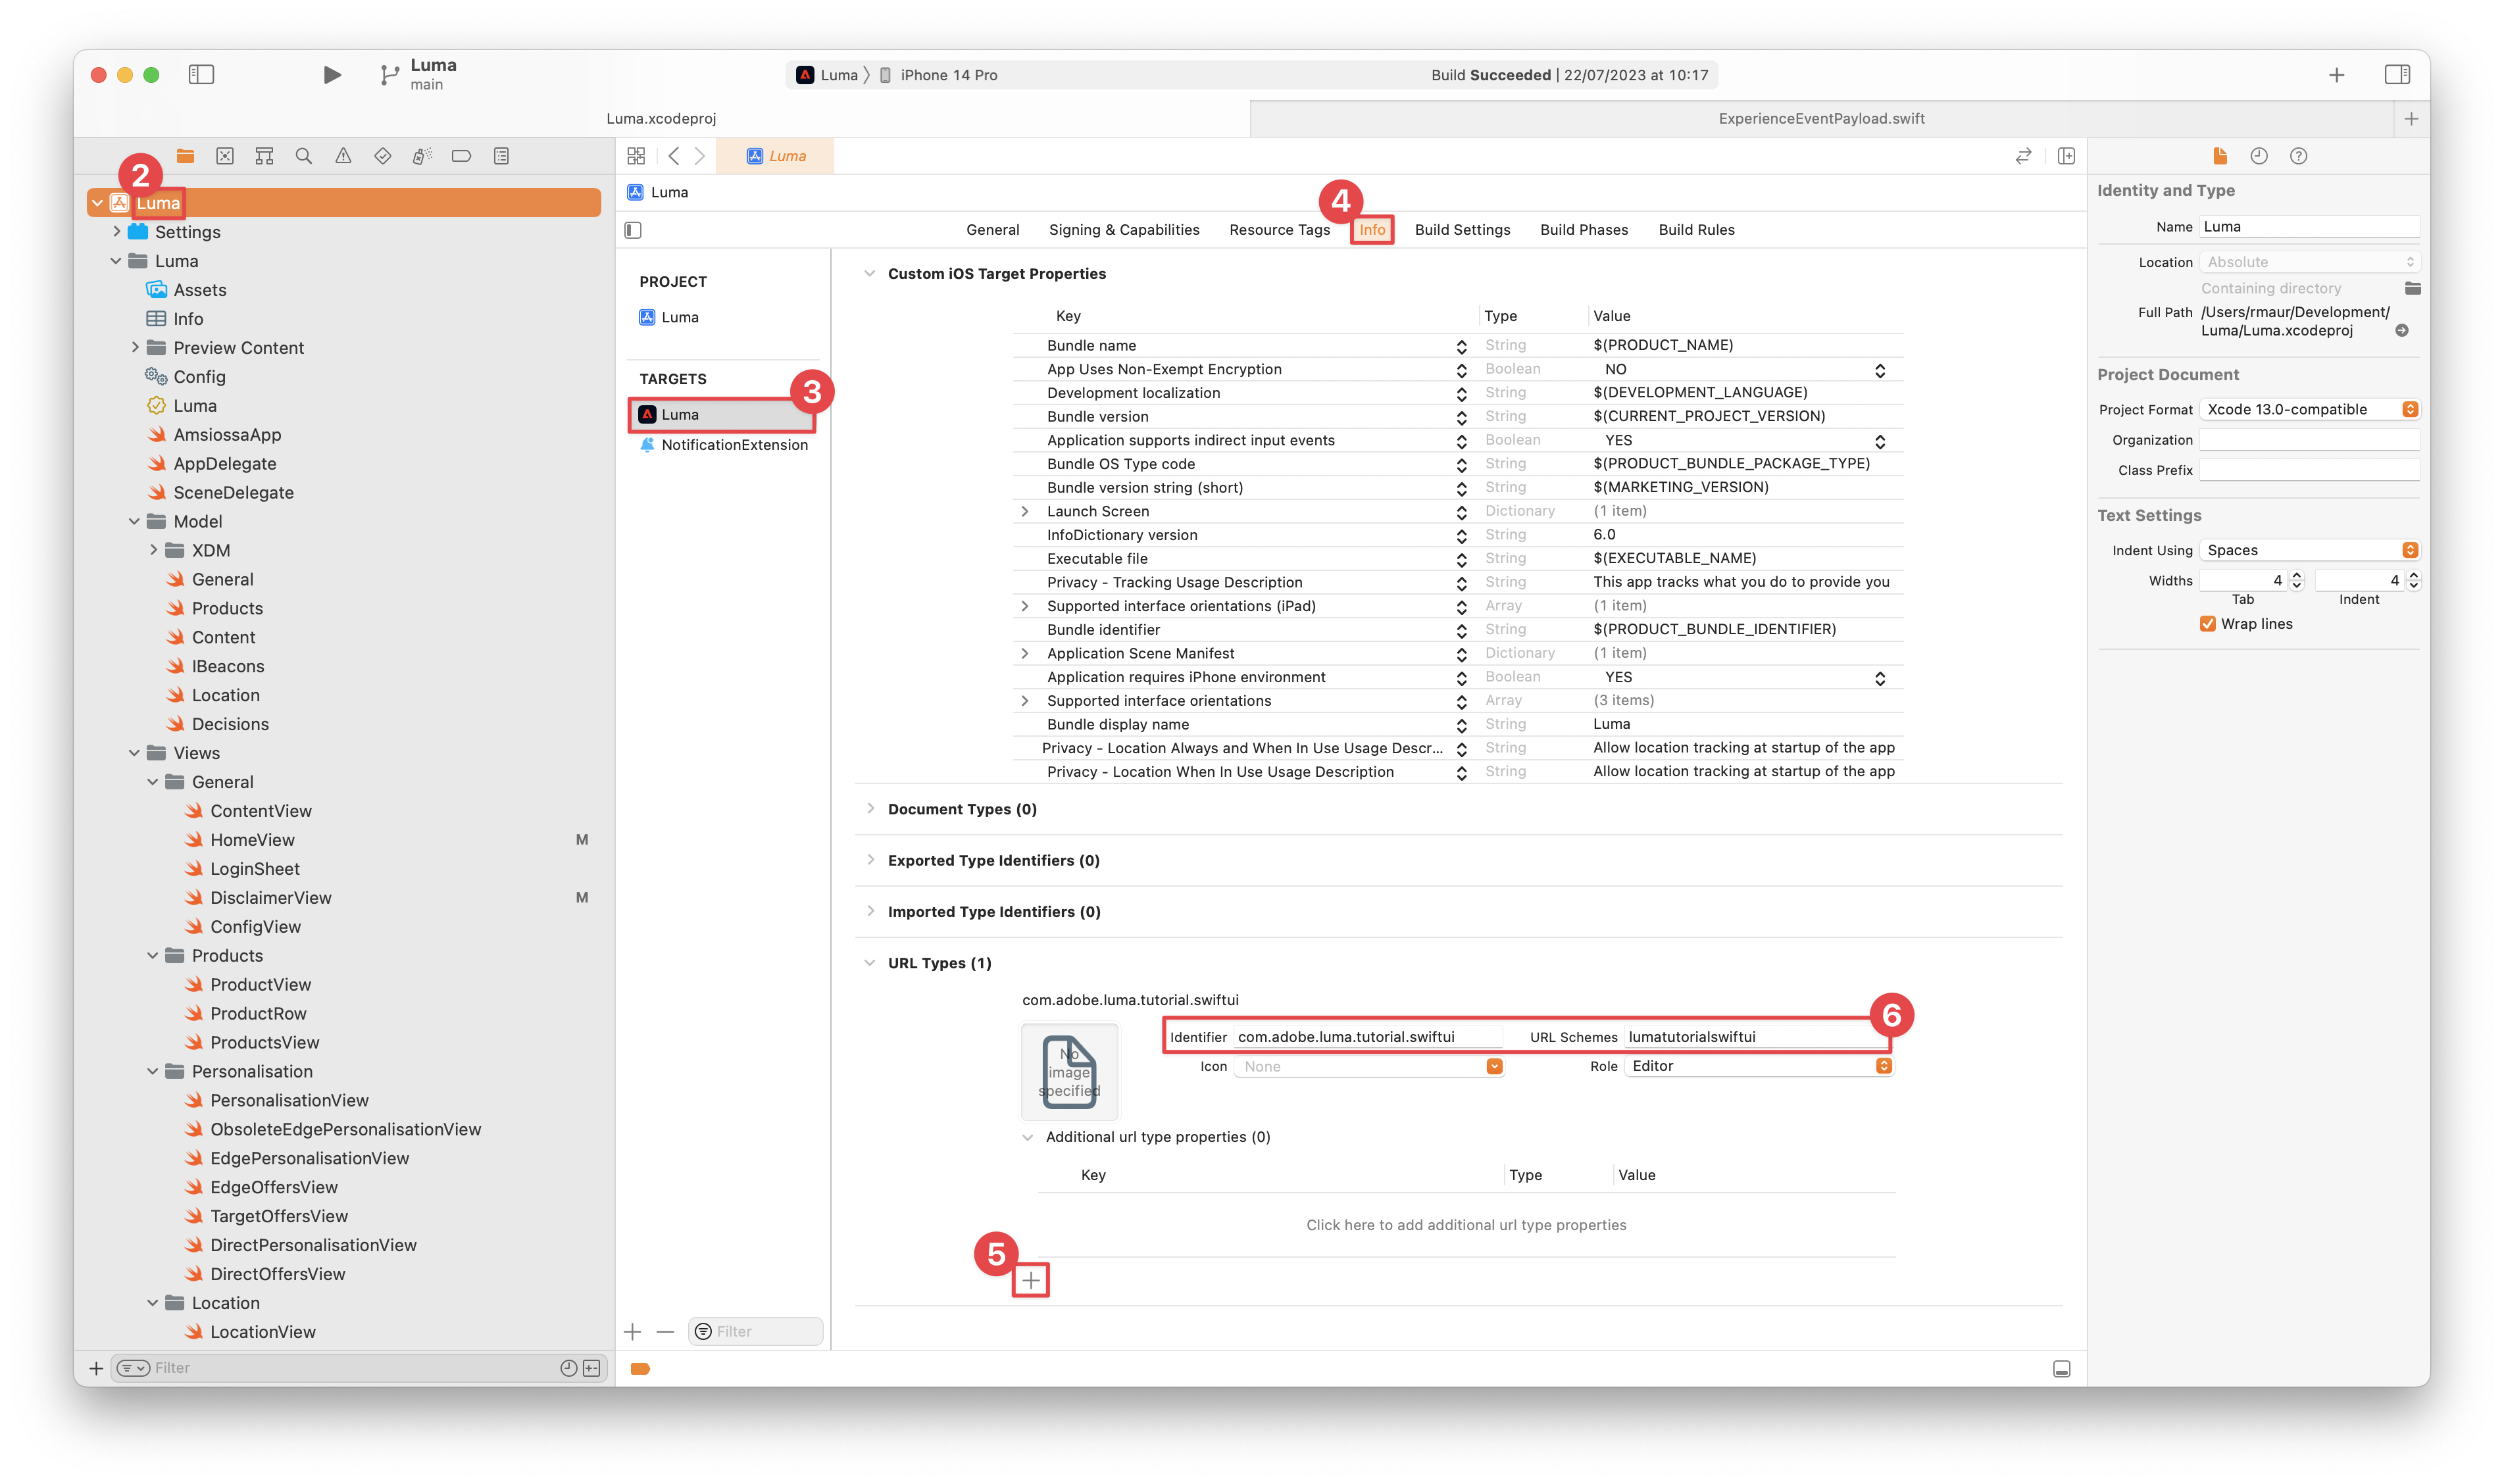 Luma
main
Luma
iPhone 14 Pro
Build Succeeded | 22/07/2023 at 10:17
Luma.xcodeproj
ExperienceEventPayload.swift
2
Luma
Settings
Luma
Assets
Info
Preview Content
Config
Luma
AmsiossaApp
AppDelegate
SceneDelegate
Model
XDM
General
Products
Content
IBeacons
Location
Decisions
Views
General
ContentView
HomeView M
LoginSheet
DisclaimerView M
ConfigView
Products
ProductView
ProductRow
ProductsView
Personalisation
PersonalisationView
ObsoleteEdgePersonalisationView
EdgePersonalisationView
EdgeOffersView
TargetOffersView
DirectPersonalisationView
DirectOffersView
Location
LocationView
Filter
Luma
Luma
4
General Signing & Capabilities Resource Tags Info Build Settings Build Phases Build Rules
PROJECT
Luma
TARGETS
3
Luma
NotificationExtension
Filter
Custom iOS Target Properties
Key Type Value
Bundle name String $(PRODUCT_NAME)
App Uses Non-Exempt Encryption Boolean NO
Development localization String $(DEVELOPMENT_LANGUAGE)
Bundle version String $(CURRENT_PROJECT_VERSION)
Application supports indirect input events Boolean YES
Bundle OS Type code String $(PRODUCT_BUNDLE_PACKAGE_TYPE)
Bundle version string (short) String $(MARKETING_VERSION)
Launch Screen Dictionary (1 item)
InfoDictionary version String 6.0
Executable file String $(EXECUTABLE_NAME)
Privacy - Tracking Usage Description String This app tracks what you do to provide you
Supported interface orientations (iPad) Array (1 item)
Bundle identifier String $(PRODUCT_BUNDLE_IDENTIFIER)
Application Scene Manifest Dictionary (1 item)
Application requires iPhone environment Boolean YES
Supported interface orientations Array (3 items)
Bundle display name String Luma
Privacy - Location Always and When In Use Usage Descr... String Allow location tracking at startup of the app
Privacy - Location When In Use Usage Description String Allow location tracking at startup of the app
Document Types (0)
Exported Type Identifiers (0)
Imported Type Identifiers (0)
URL Types (1)
com.adobe.luma.tutorial.swiftui
6
No
image
specified
Identifier com.adobe.luma.tutorial.swiftui URL Schemes lumatutorialswiftui
Icon None Role Editor
Additional url type properties (0)
Key Type Value
Click here to add additional url type properties
5
Identity and Type
Name Luma
Location Absolute
Containing directory
Full Path /Users/rmaur/Development/
Luma/Luma.xcodeproj
Project Document
Project Format Xcode 13.0-compatible
Organization
Class Prefix
Text Settings
Indent Using Spaces
Widths 4 4
Tab Indent
Wrap lines